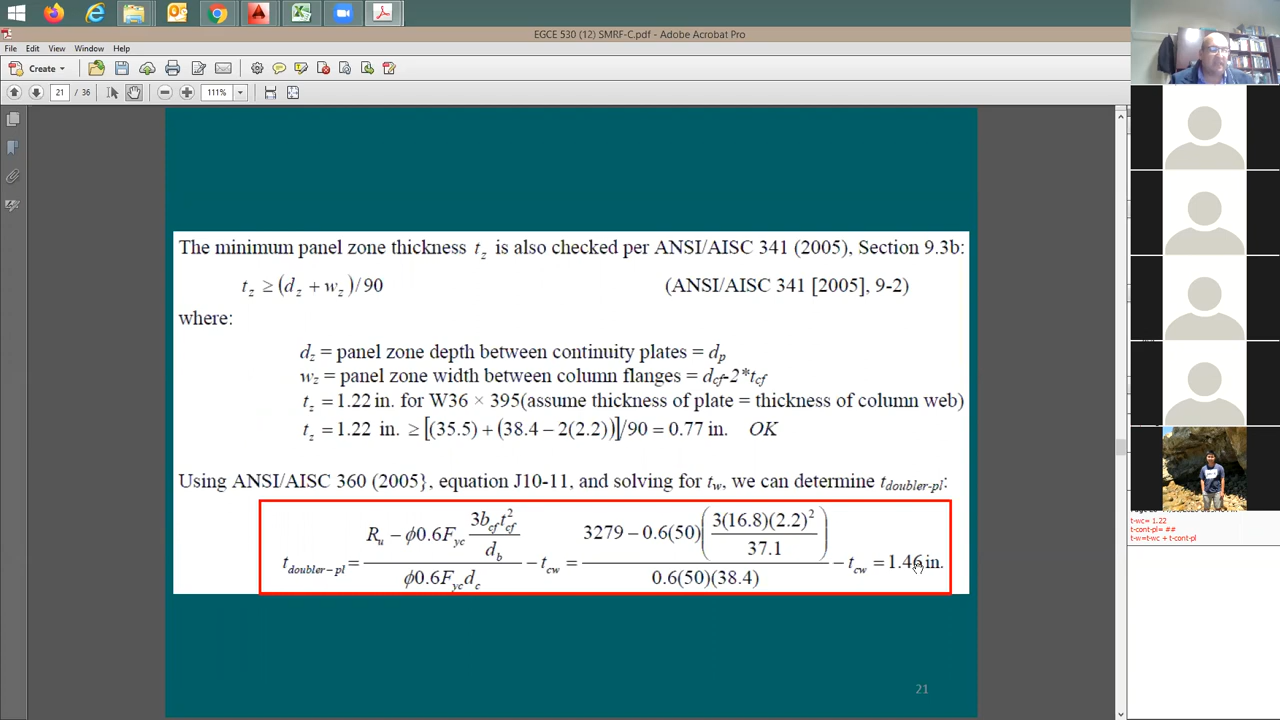 EGCE 530 (12) SMRF-C.pdf - Adobe Acrobat Pro
File Edit View Window Help
Create
21 / 36 111%
The minimum panel zone thickness t_z is also checked per ANSI/AISC 341 (2005), Section 9.3b:
t_z ≥ (d_z + w_z)/90 (ANSI/AISC 341 [2005], 9-2)
where:
d_z = panel zone depth between continuity plates = d_p
w_z = panel zone width between column flanges = d_cf-2*t_cf
t_z = 1.22 in. for W36 × 395(assume thickness of plate = thickness of column web)
t_z = 1.22 in. ≥ [(35.5) + (38.4 − 2(2.2))]/90 = 0.77 in. OK
Using ANSI/AISC 360 (2005}, equation J10-11, and solving for t_w, we can determine t_doubler-pl:
t_doubler-pl = (R_u − ϕ0.6F_yc (3b_cf t_cf^2 / d_b)) / (ϕ0.6F_yc d_c) − t_cw = (3279 − 0.6(50)(3(16.8)(2.2)^2 / 37.1)) / (0.6(50)(38.4)) − t_cw = 1.46 in.
21
t-wc= 1.22
t-cont-pl= ##
t-w=t-wc + t-cont-pl